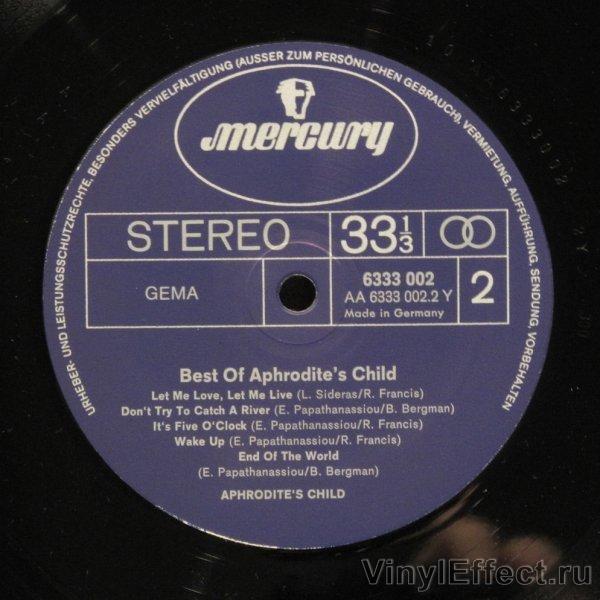 URHEBER- UND LEISTUNGSSCHUTZRECHTE, BESONDERS VERVIELFÄLTIGUNG (AUSSER ZUM PERSÖNLICHEN GEBRAUCH), VERMIETUNG, AUFFÜHRUNG, SENDUNG, VORBEHALTEN
mercury
STEREO 33 1/3
GEMA
6333 002
AA 6333 002.2 Y
Made in Germany
2
Best Of Aphrodite's Child
Let Me Love, Let Me Live (L. Sideras/R. Francis)
Don't Try To Catch A River (E. Papathanassiou/B. Bergman)
It's Five O'Clock (E. Papathanassiou/R. Francis)
Wake Up (E. Papathanassiou/R. Francis)
End Of The World
(E. Papathanassiou/B. Bergman)
APHRODITE'S CHILD
VinylEffect.ru